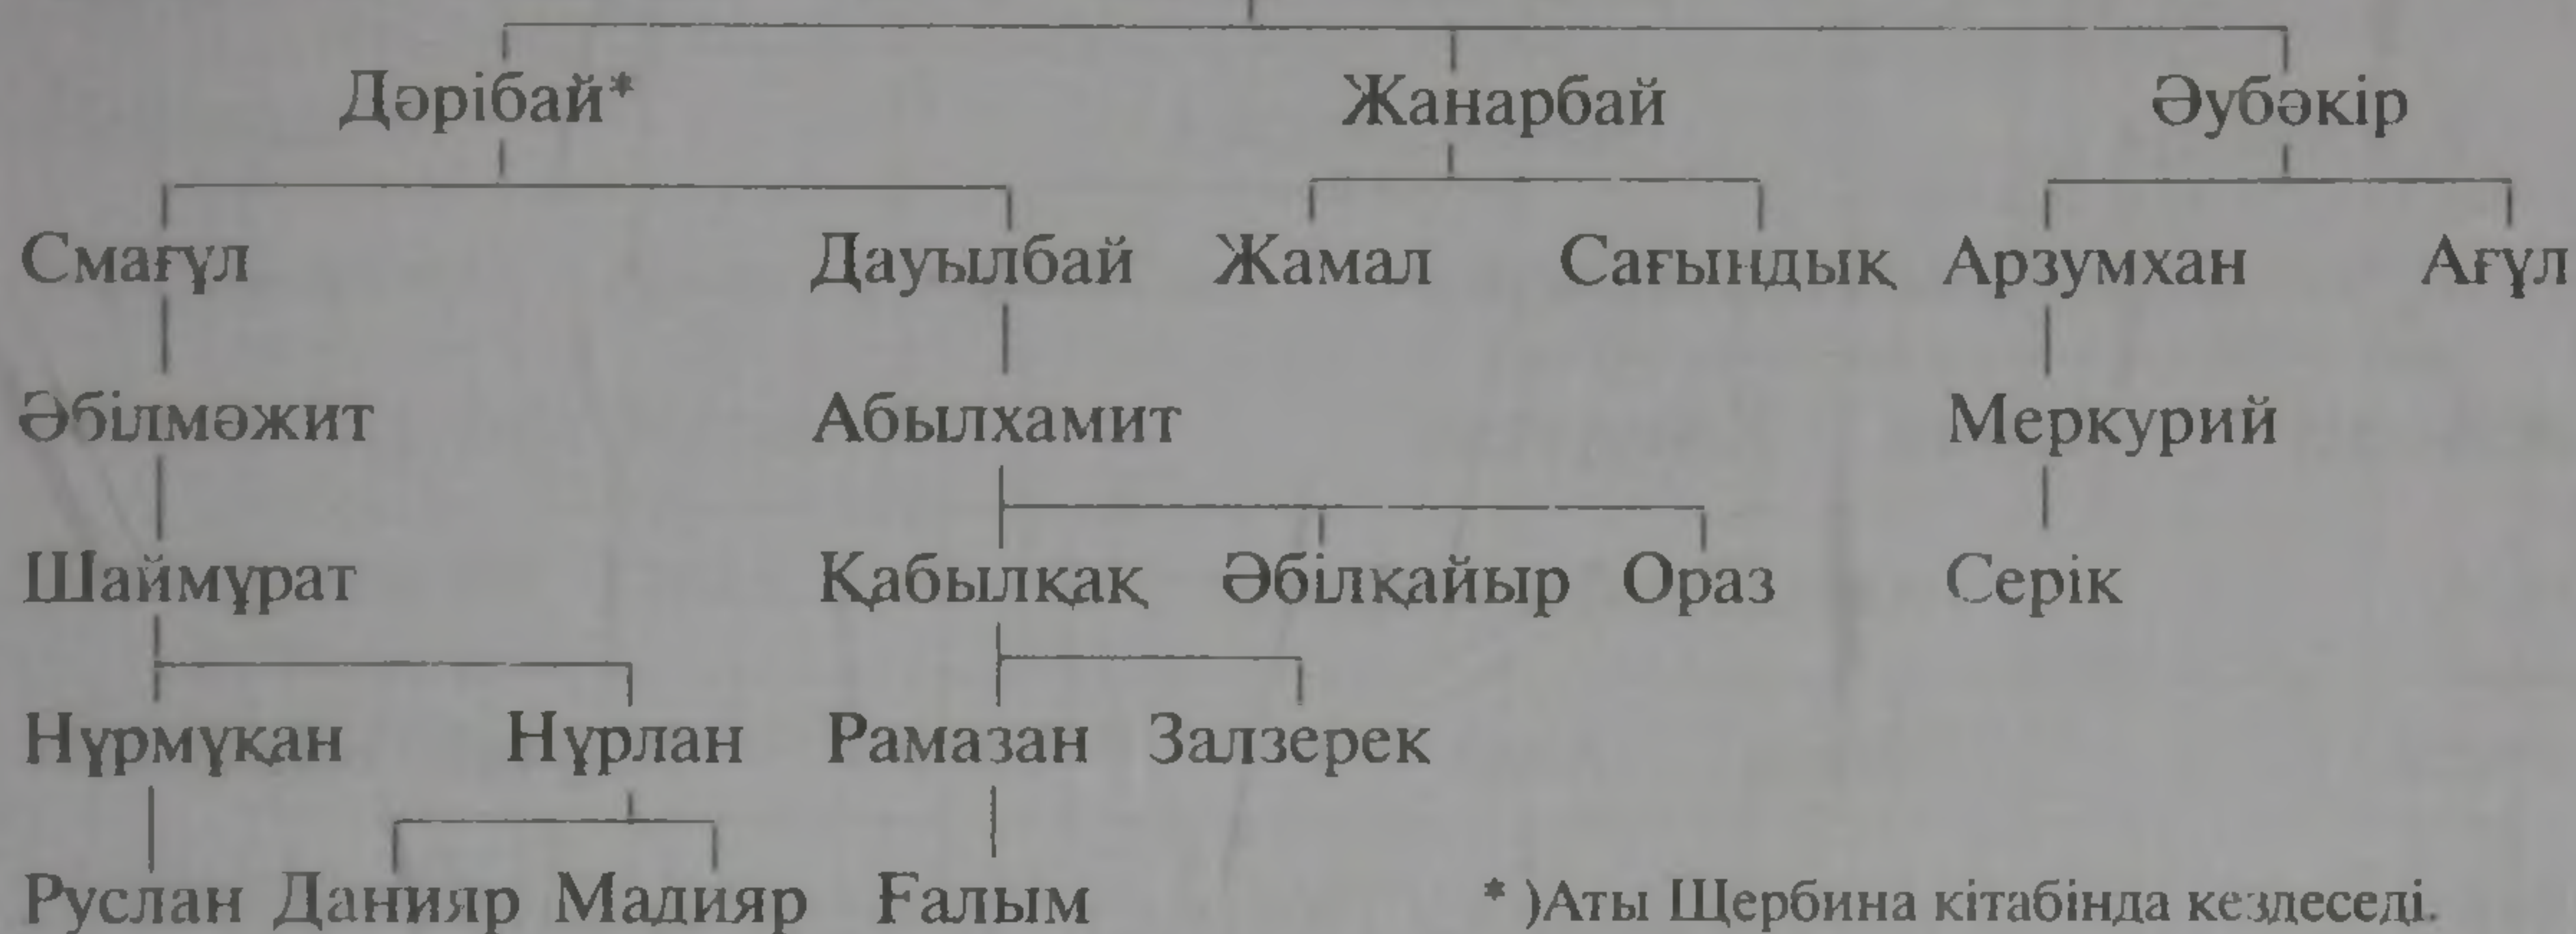 Дәрібай* Жанарбай Әубәкір
Смағұл Дауылбай Жамал Сағындық Арзумхан Ағұл
Әбілмәжит Абылхамит Меркурий
Шаймұрат Қабылқақ Әбілқайыр Ораз Серік
Нұрмұқан Нұрлан Рамазан Залзерек
Руслан Данияр Мадияр Ғалым * )Аты Щербина кітабінда кездеседі.